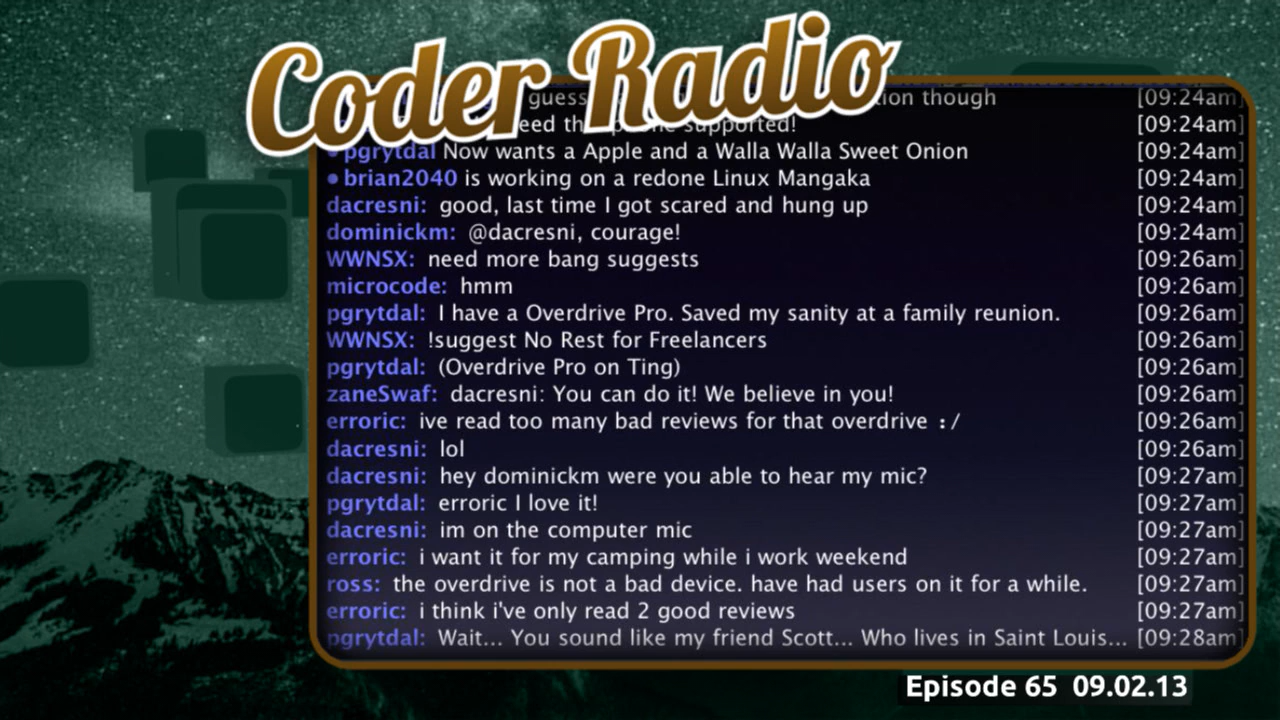 Coder Radio
guess ion though [09:24am]
eed supported! [09:24am]
• pgrytdal Now wants a Apple and a Walla Walla Sweet Onion [09:24am]
• brian2040 is working on a redone Linux Mangaka [09:24am]
dacresni: good, last time I got scared and hung up [09:24am]
dominickm: @dacresni, courage! [09:24am]
WWNSX: need more bang suggests [09:26am]
microcode: hmm [09:26am]
pgrytdal: I have a Overdrive Pro. Saved my sanity at a family reunion. [09:26am]
WWNSX: !suggest No Rest for Freelancers [09:26am]
pgrytdal: (Overdrive Pro on Ting) [09:26am]
zaneSwaf: dacresni: You can do it! We believe in you! [09:26am]
erroric: ive read too many bad reviews for that overdrive :/ [09:26am]
dacresni: lol [09:26am]
dacresni: hey dominickm were you able to hear my mic? [09:27am]
pgrytdal: erroric I love it! [09:27am]
dacresni: im on the computer mic [09:27am]
erroric: i want it for my camping while i work weekend [09:27am]
ross: the overdrive is not a bad device. have had users on it for a while. [09:27am]
erroric: i think i've only read 2 good reviews [09:27am]
pgrytdal: Wait... You sound like my friend Scott... Who lives in Saint Louis... [09:28am]
Episode 65 09.02.13